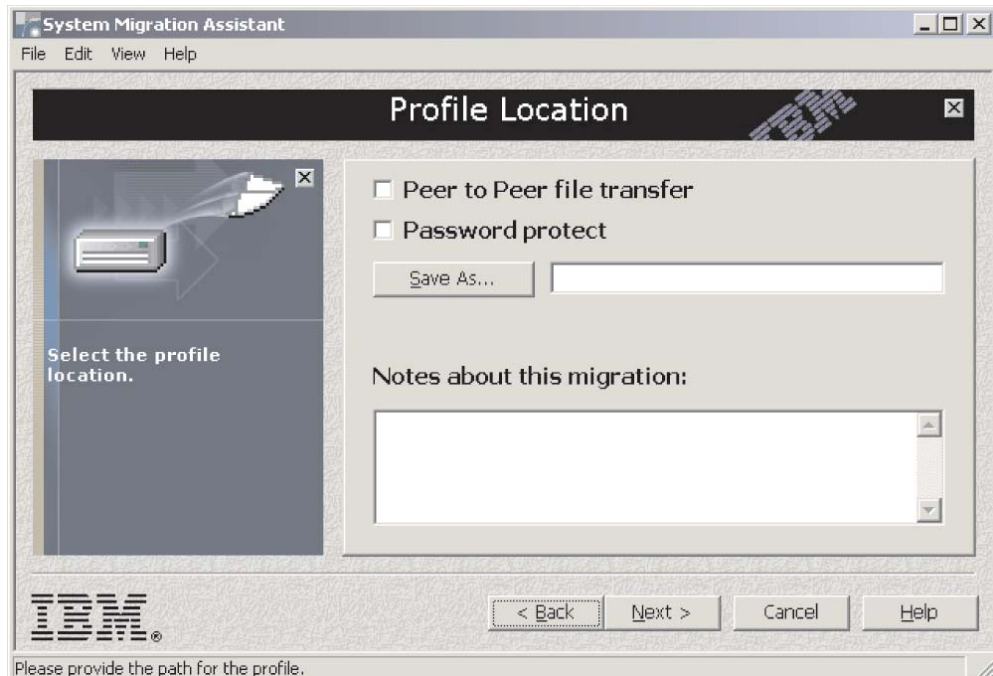 System Migration Assistant
File Edit View Help
Profile Location
IBM
Peer to Peer file transfer
Password protect
Save As...
Select the profile
location.
Notes about this migration:
IBM®
< Back Next > Cancel Help
Please provide the path for the profile.